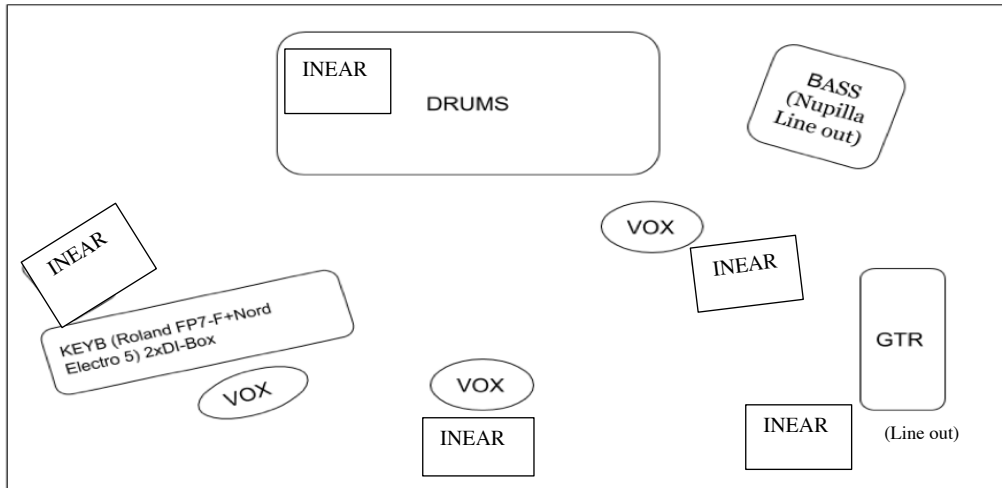 INEAR
DRUMS
BASS
(Nupilla
Line out)
INEAR
VOX
INEAR
KEYB (Roland FP7-F+Nord
Electro 5) 2xDI-Box
GTR
VOX
VOX
INEAR
INEAR
(Line out)